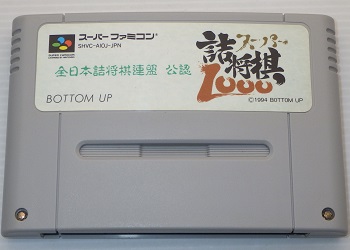 スーパーファミコン
SHVC-AIOJ-JPN
全日本詰将棋連盟 公認
BOTTOM UP
スーパー
詰将棋
1000
©1994 BOTTOM UP